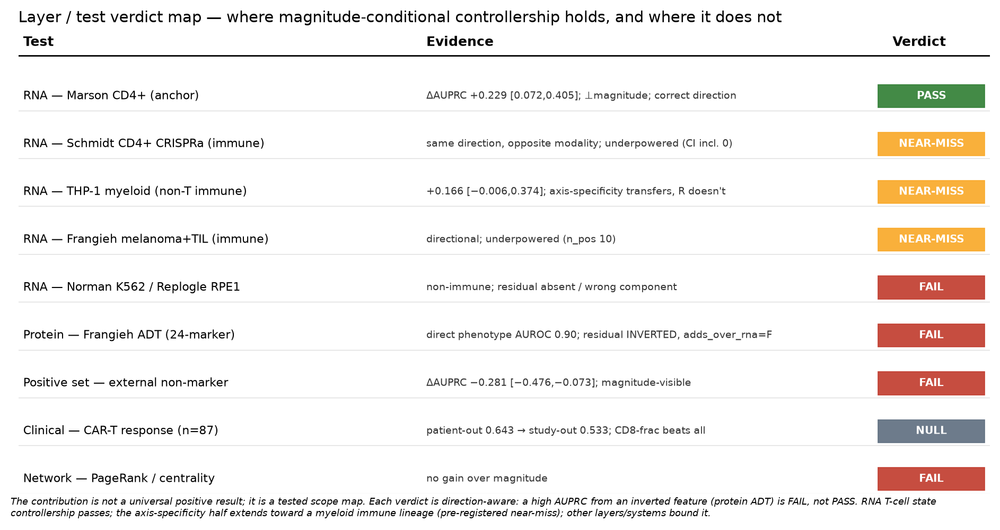 Layer / test verdict map — where magnitude-conditional controllership holds, and where it does not
Test Evidence Verdict
RNA — Marson CD4+ (anchor) ΔAUPRC +0.229 [0.072,0.405]; ⊥magnitude; correct direction PASS
RNA — Schmidt CD4+ CRISPRa (immune) same direction, opposite modality; underpowered (CI incl. 0) NEAR-MISS
RNA — THP-1 myeloid (non-T immune) +0.166 [−0.006,0.374]; axis-specificity transfers, R doesn't NEAR-MISS
RNA — Frangieh melanoma+TIL (immune) directional; underpowered (n_pos 10) NEAR-MISS
RNA — Norman K562 / Replogle RPE1 non-immune; residual absent / wrong component FAIL
Protein — Frangieh ADT (24-marker) direct phenotype AUROC 0.90; residual INVERTED, adds_over_rna=F FAIL
Positive set — external non-marker ΔAUPRC −0.281 [−0.476,−0.073]; magnitude-visible FAIL
Clinical — CAR-T response (n=87) patient-out 0.643 → study-out 0.533; CD8-frac beats all NULL
Network — PageRank / centrality no gain over magnitude FAIL
The contribution is not a universal positive result; it is a tested scope map. Each verdict is direction-aware: a high AUPRC from an inverted feature (protein ADT) is FAIL, not PASS. RNA T-cell state
controllership passes; the axis-specificity half extends toward a myeloid immune lineage (pre-registered near-miss); other layers/systems bound it.